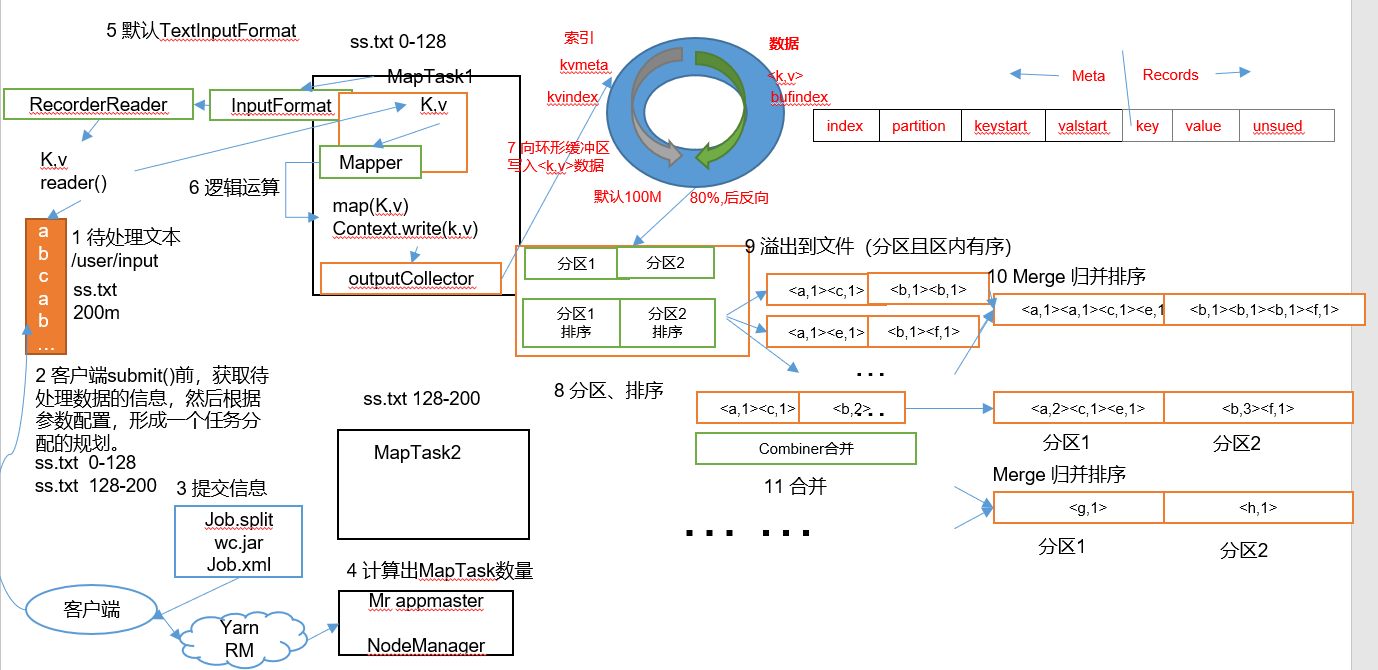 5 默认TextInputFormat
ss.txt 0-128
MapTask1
RecorderReader
InputFormat
K,v
Mapper
K,v
reader()
6 逻辑运算
map(K,v)
Context.write(k,v)
outputCollector
a
b
c
a
b
...
1 待处理文本
/user/input
ss.txt
200m
2 客户端submit()前，获取待
处理数据的信息，然后根据
参数配置，形成一个任务分
配的规划。
ss.txt 0-128
ss.txt 128-200
3 提交信息
Job.split
wc.jar
Job.xml
客户端
Yarn
RM
4 计算出MapTask数量
Mr appmaster
NodeManager
ss.txt 128-200
MapTask2
索引
kvmeta
kvindex
数据
<k,v>
bufindex
7 向环形缓冲区
写入<k,v>数据
默认100M
80%,后反向
Meta
Records
index
partition
keystart
valstart
key
value
unsued
分区1
分区2
分区1
排序
分区2
排序
8 分区、排序
9 溢出到文件（分区且区内有序）
<a,1><c,1>
<b,1><b,1>
<a,1><e,1>
<b,1><f,1>
...
10 Merge 归并排序
<a,1><a,1><c,1><e,1
<b,1><b,1><b,1><f,1>
<a,1><c,1>
<b,2>
...
Combiner合并
11 合并
<a,2><c,1><e,1>
<b,3><f,1>
分区1
分区2
Merge 归并排序
<g,1>
<h,1>
分区1
分区2
... ...